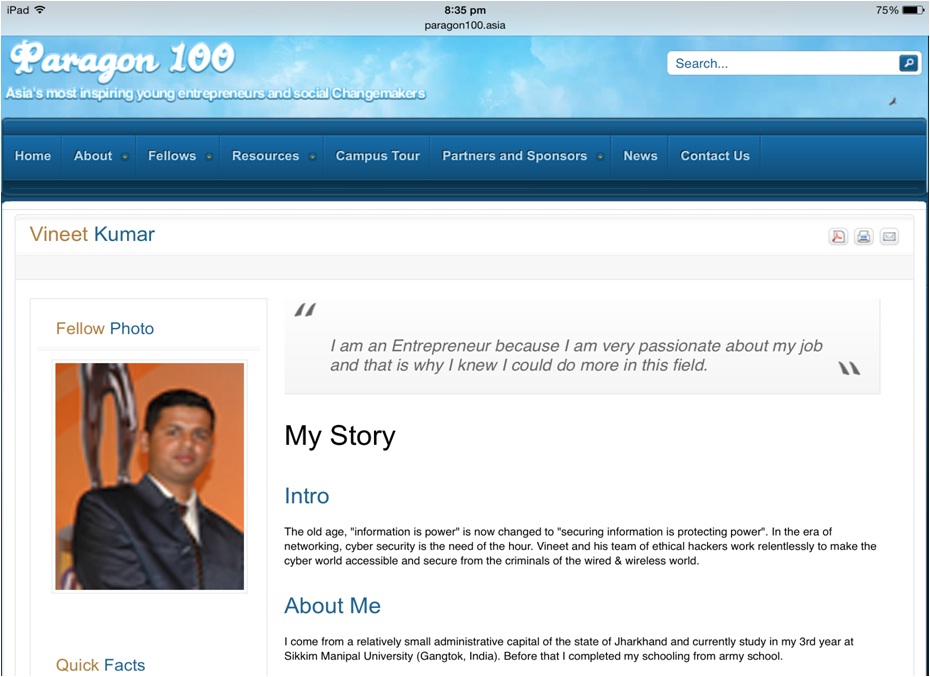 iPad 8:35 pm 75%
paragon100.asia
Paragon 100
Asia's most inspiring young entrepreneurs and social Changemakers
Search...
Home About Fellows Resources Campus Tour Partners and Sponsors News Contact Us
Vineet Kumar
Fellow Photo
Quick Facts
I am an Entrepreneur because I am very passionate about my job
and that is why I knew I could do more in this field.
My Story
Intro
The old age, "information is power" is now changed to "securing information is protecting power". In the era of
networking, cyber security is the need of the hour. Vineet and his team of ethical hackers work relentlessly to make the
cyber world accessible and secure from the criminals of the wired & wireless world.
About Me
I come from a relatively small administrative capital of the state of Jharkhand and currently study in my 3rd year at
Sikkim Manipal University (Gangtok, India). Before that I completed my schooling from army school.